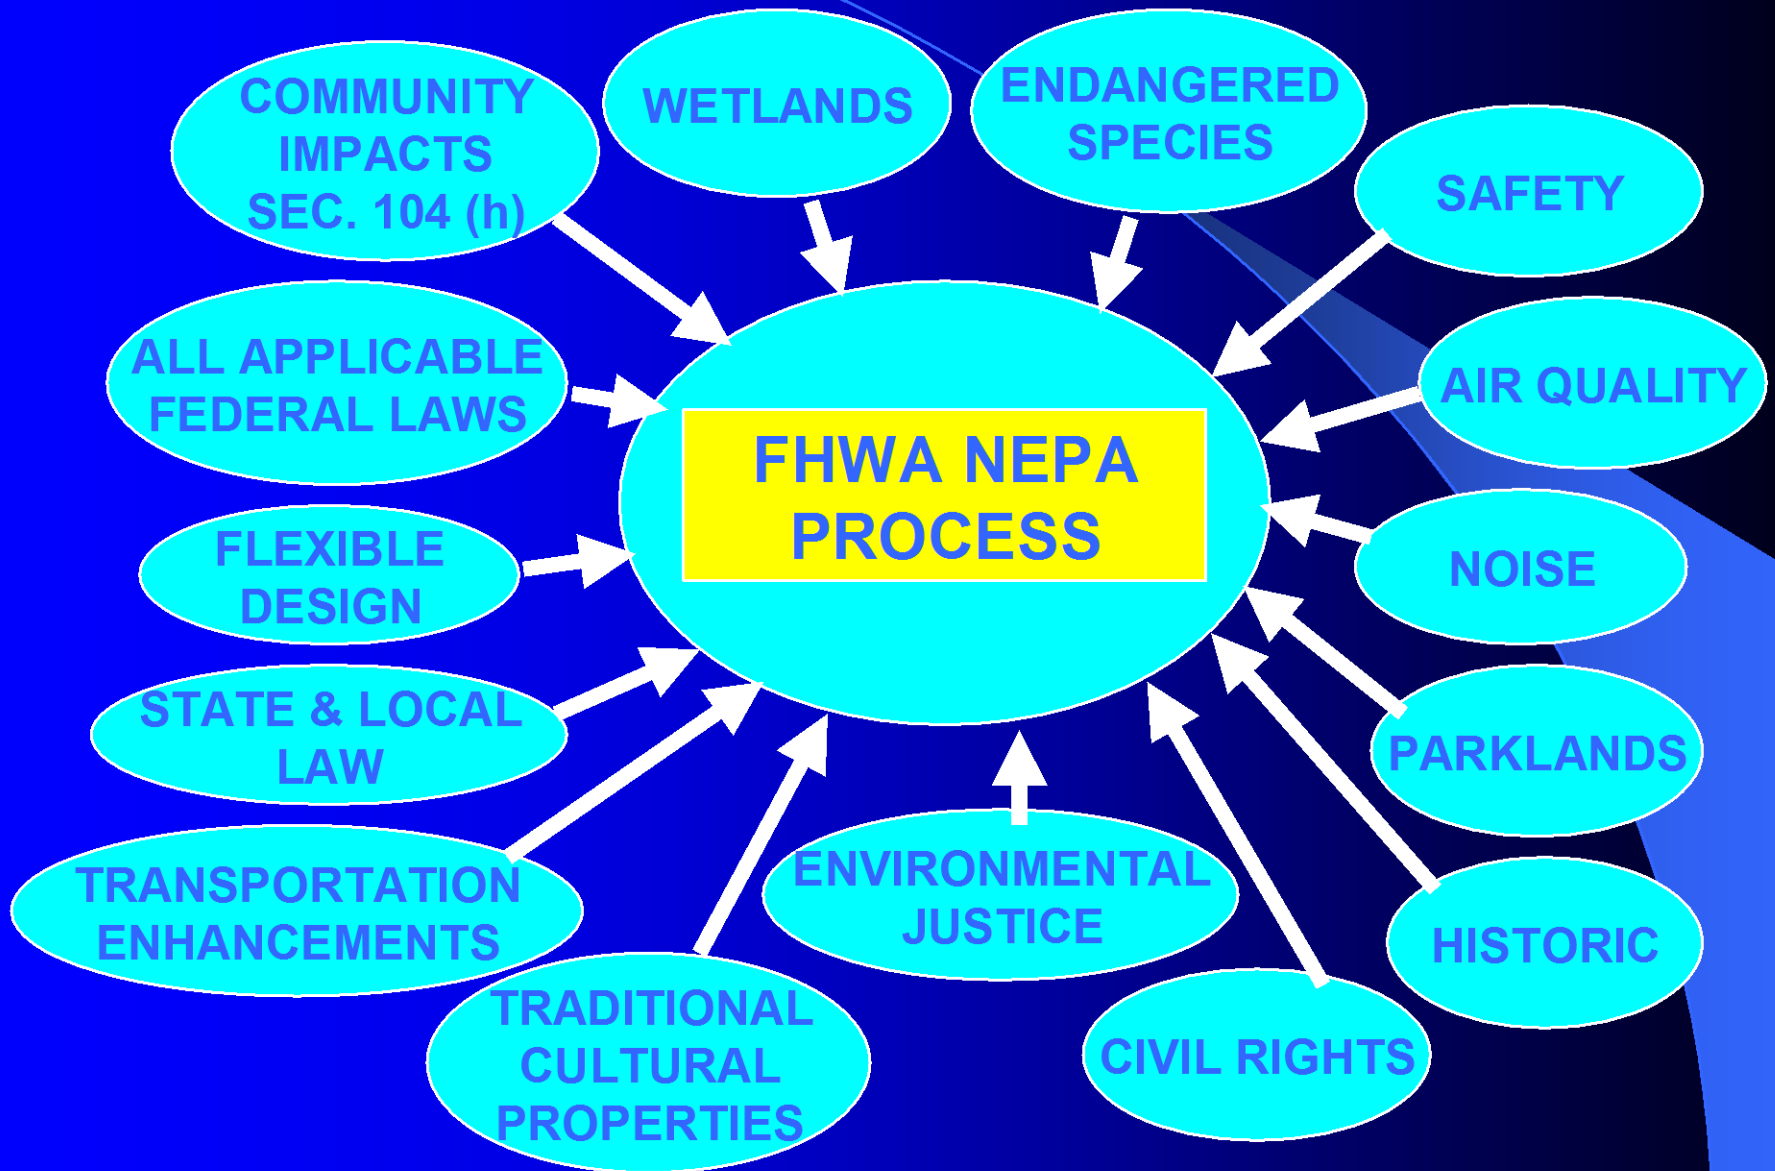 COMMUNITY
IMPACTS
SEC. 104 (h)
WETLANDS
ENDANGERED
SPECIES
SAFETY
ALL APPLICABLE
FEDERAL LAWS
AIR QUALITY
FHWA NEPA
PROCESS
FLEXIBLE
DESIGN
NOISE
STATE & LOCAL
LAW
PARKLANDS
TRANSPORTATION
ENHANCEMENTS
ENVIRONMENTAL
JUSTICE
HISTORIC
TRADITIONAL
CULTURAL
PROPERTIES
CIVIL RIGHTS